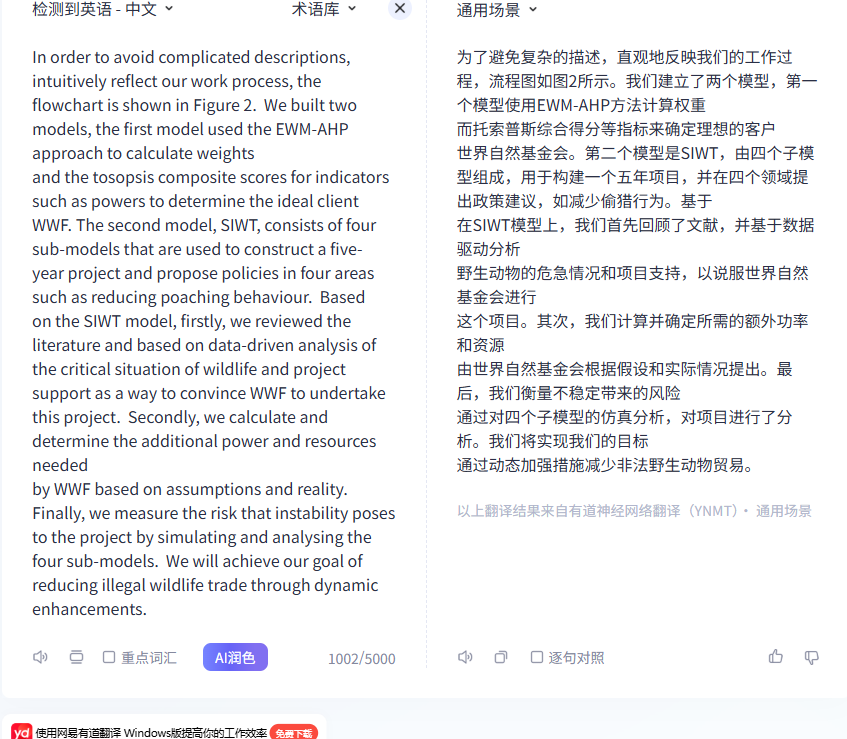 检测到英语 - 中文
术语库
通用场景
In order to avoid complicated descriptions,
intuitively reflect our work process, the
flowchart is shown in Figure 2.  We built two
models, the first model used the EWM-AHP
approach to calculate weights
and the tosopsis composite scores for indicators
such as powers to determine the ideal client
WWF. The second model, SIWT, consists of four
sub-models that are used to construct a five-
year project and propose policies in four areas
such as reducing poaching behaviour.  Based
on the SIWT model, firstly, we reviewed the
literature and based on data-driven analysis of
the critical situation of wildlife and project
support as a way to convince WWF to undertake
this project.  Secondly, we calculate and
determine the additional power and resources
needed
by WWF based on assumptions and reality.
Finally, we measure the risk that instability poses
to the project by simulating and analysing the
four sub-models.  We will achieve our goal of
reducing illegal wildlife trade through dynamic
enhancements.
重点词汇
AI润色
1002/5000
为了避免复杂的描述，直观地反映我们的工作过
程，流程图如图2所示。我们建立了两个模型，第一
个模型使用EWM-AHP方法计算权重
而托索普斯综合得分等指标来确定理想的客户
世界自然基金会。第二个模型是SIWT，由四个子模
型组成，用于构建一个五年项目，并在四个领域提
出政策建议，如减少偷猎行为。基于
在SIWT模型上，我们首先回顾了文献，并基于数据
驱动分析
野生动物的危急情况和项目支持，以说服世界自然
基金会进行
这个项目。其次，我们计算并确定所需的额外功率
和资源
由世界自然基金会根据假设和实际情况提出。最
后，我们衡量不稳定带来的风险
通过对四个子模型的仿真分析，对项目进行了分
析。我们将实现我们的目标
通过动态加强措施减少非法野生动物贸易。
以上翻译结果来自有道神经网络翻译（YNMT）· 通用场景
逐句对照
yd 使用网易有道翻译 Windows版提高你的工作效率 免费下载